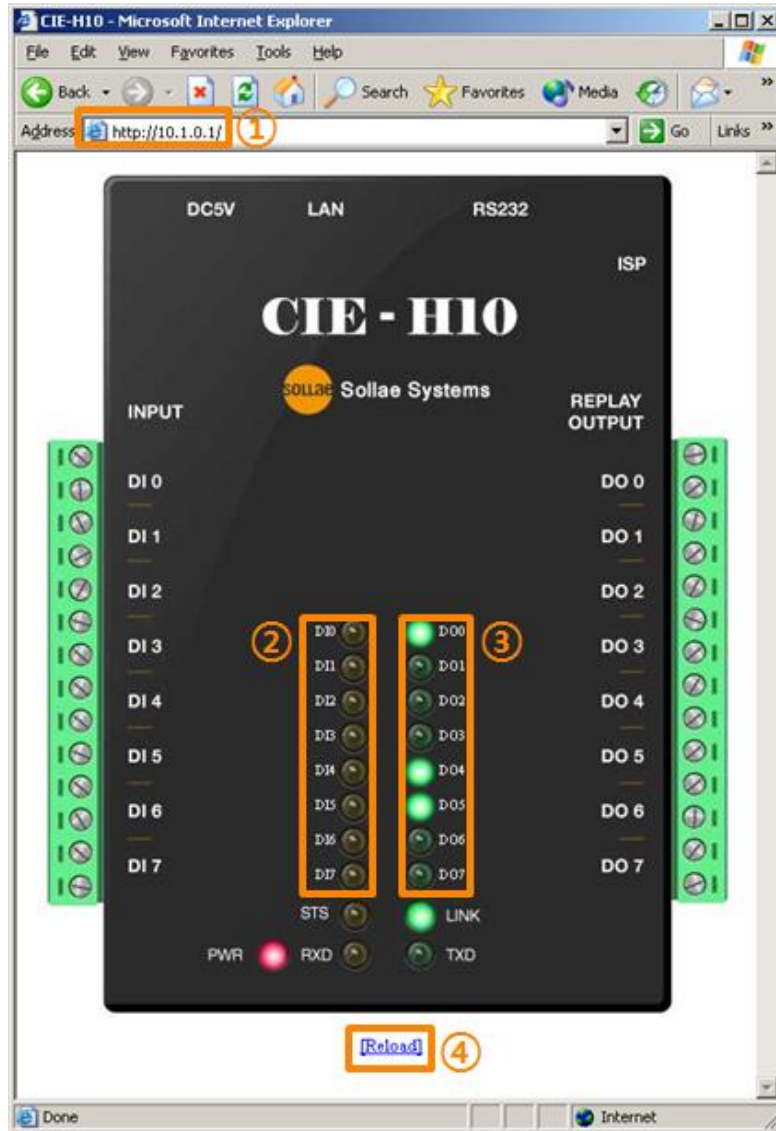 CIE-H10 - Microsoft Internet Explorer
File Edit View Favorites Tools Help
Back Search Favorites Media »
Address http://10.1.0.1/ ① Go Links »
DC5V LAN RS232
ISP
CIE - H10
SOLLAE Sollae Systems
INPUT
REPLAY
OUTPUT
DI 0 DO 0
DI 1 DO 1
DI 2 DO 2
② DI0 DO0 ③
DI 3 DO 3
DI1 DO1
DI2 DO2
DI 4 DO 4
DI3 DO3
DI 5 DO 5
DI4 DO4
DI5 DO5
DI 6 DO 6
DI6 DO6
DI 7 DO 7
DI7 DO7
STS LINK
PWR RXD TXD
[Reload] ④
Done Internet